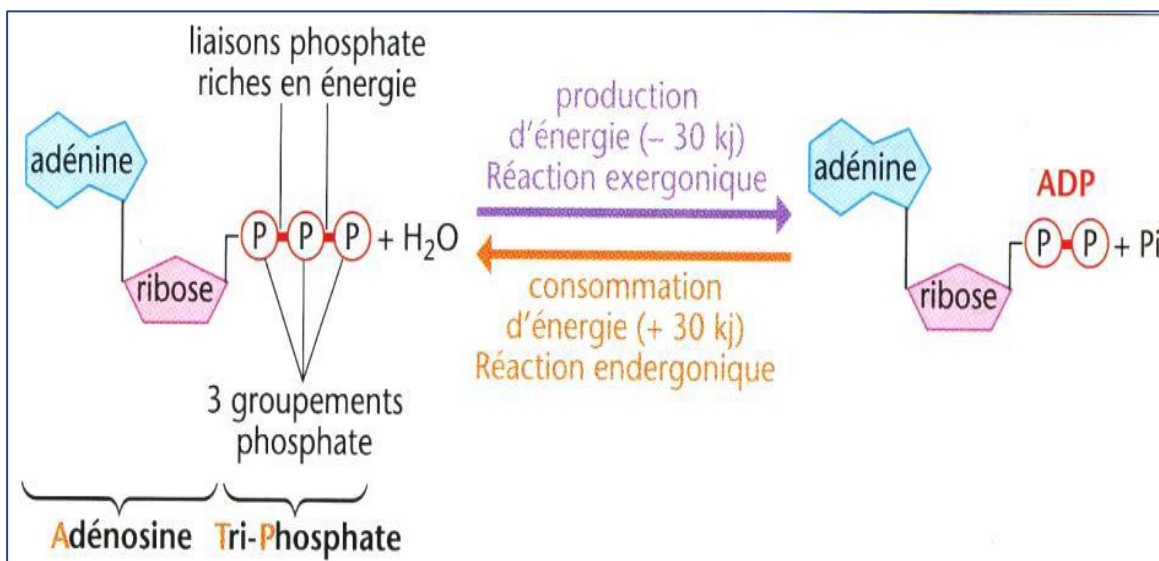 liaisons phosphate
riches en énergie
adénine
ribose
P P P + H₂O
3 groupements
phosphate
Adénosine Tri-Phosphate
production
d'énergie (– 30 kj)
Réaction exergonique
consommation
d'énergie (+ 30 kj)
Réaction endergonique
adénine
ADP
P P + Pi
ribose